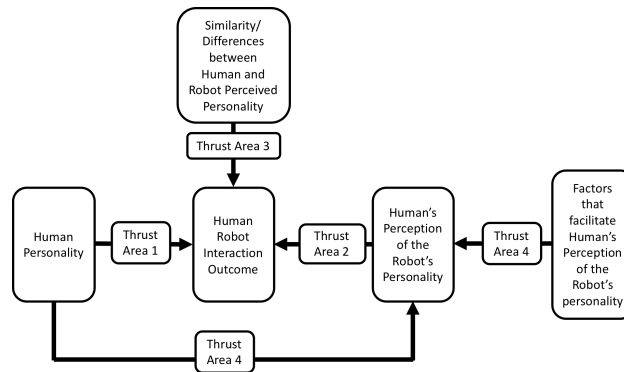 Similarity/
Differences
between
Human and
Robot Perceived
Personality
Thrust Area 3
Human
Personality
Thrust
Area 1
Human
Robot
Interaction
Outcome
Thrust
Area 2
Human’s
Perception
of the
Robot’s
Personality
Thrust
Area 4
Factors
that
facilitate
Human’s
Perception
of the
Robot’s
personality
Thrust
Area 4